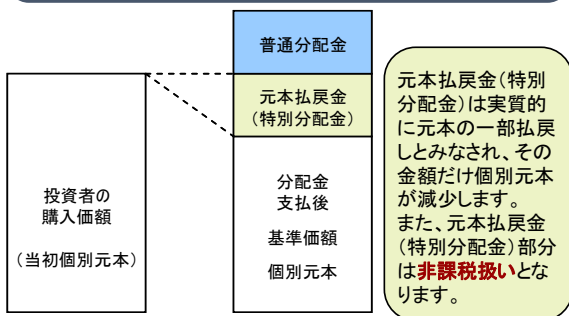 普通分配金
元本払戻金
(特別分配金)
投資者の
購入価額
(当初個別元本)
分配金
支払後
基準価額
個別元本
元本払戻金(特別
分配金)は実質的
に元本の一部払戻
しとみなされ、その
金額だけ個別元本
が減少します。
また、元本払戻金
(特別分配金)部分
は非課税扱いとな
ります。